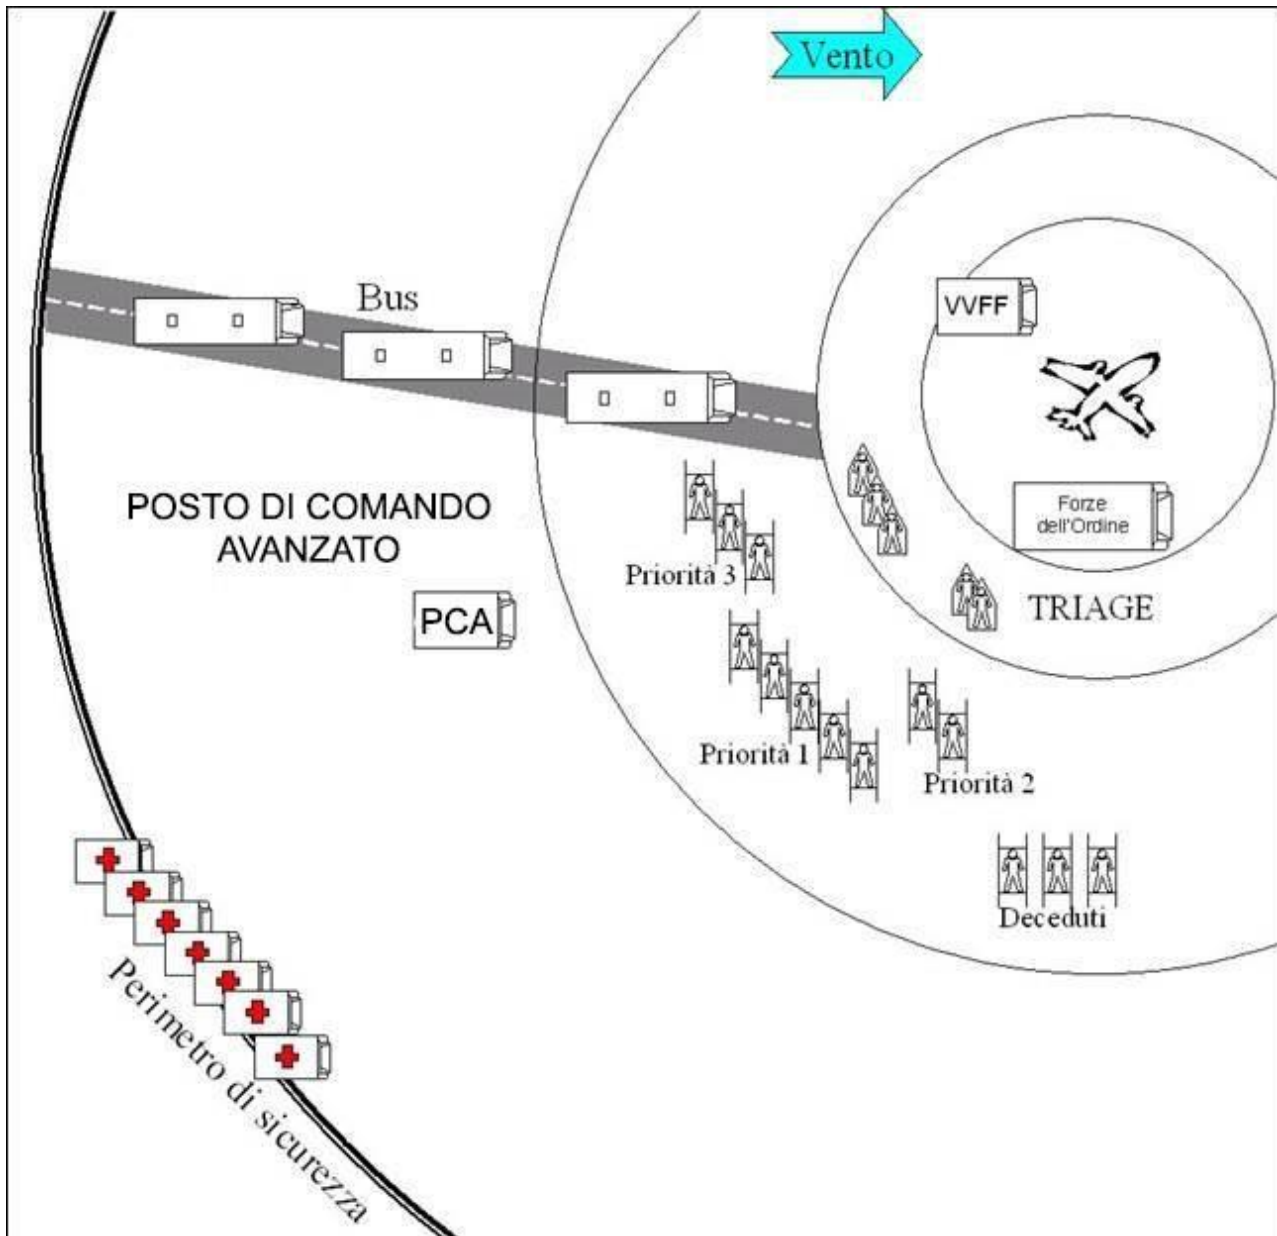 Vento
Bus
VVFF
POSTO DI COMANDO
AVANZATO
Forze
dell'Ordine
Priorità 3
TRIAGE
PCA
Priorità 1
Priorità 2
Deceduti
Perimetro di sicurezza